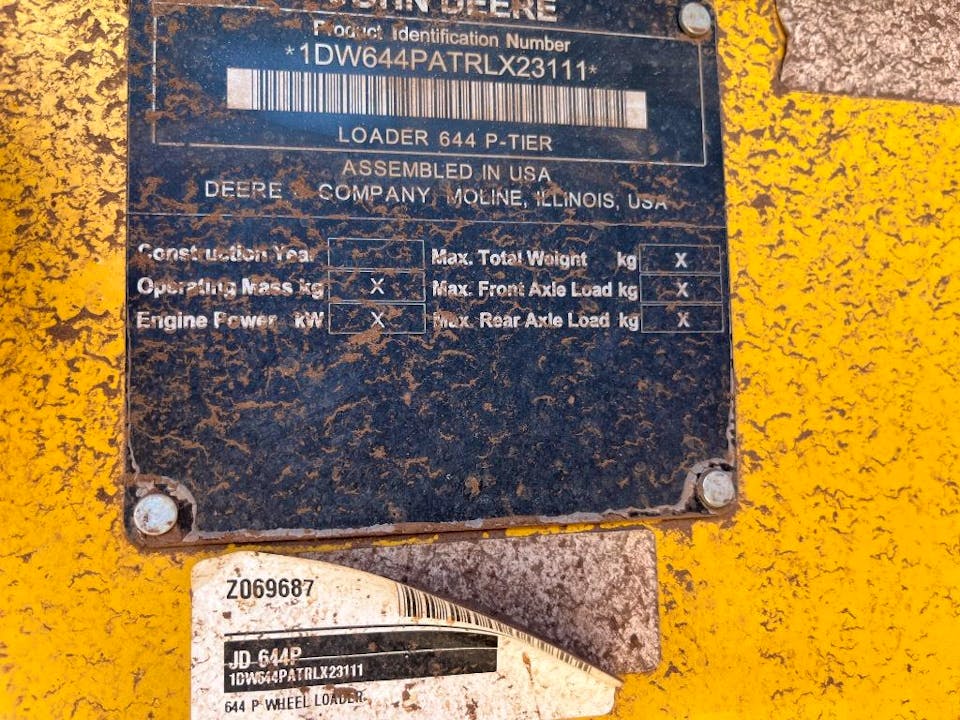 JOHN DEERE
Product Identification Number
*1DW644PATRLX23111*
LOADER 644 P-TIER
ASSEMBLED IN USA
DEERE & COMPANY, MOLINE, ILLINOIS, USA
Construction Year Max. Total Weight kg X
Operating Mass kg X Max. Front Axle Load kg X
Engine Power kW X Max. Rear Axle Load kg X
Z069687
JD 644P
1DW644PATRLX23111
644 P WHEEL LOADER